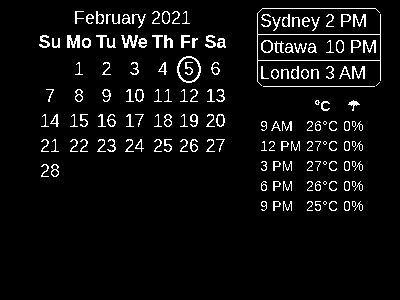 February 2021
Su Mo Tu We Th Fr Sa
1 2 3 4 5 6
7 8 9 10 11 12 13
14 15 16 17 18 19 20
21 22 23 24 25 26 27
28
Sydney 2 PM
Ottawa 10 PM
London 3 AM
°C
9 AM 26°C 0%
12 PM 27°C 0%
3 PM 27°C 0%
6 PM 26°C 0%
9 PM 25°C 0%